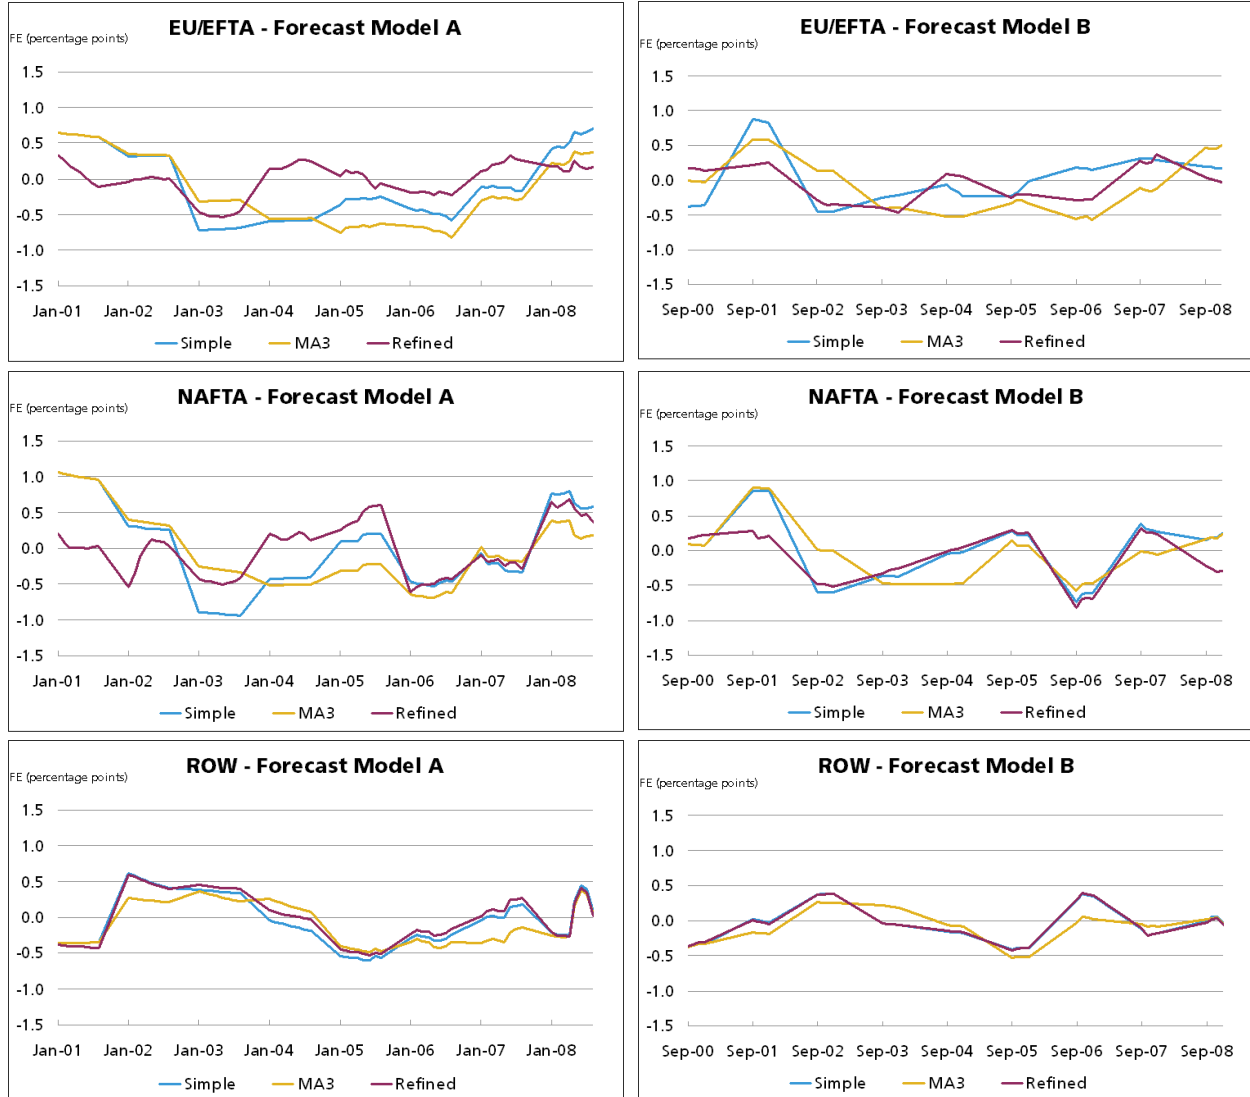 EU/EFTA - Forecast Model A
FE (percentage points)
1.5
1.0
0.5
0.0
-0.5
-1.0
-1.5
Jan-01 Jan-02 Jan-03 Jan-04 Jan-05 Jan-06 Jan-07 Jan-08
Simple MA3 Refined
EU/EFTA - Forecast Model B
FE (percentage points)
1.5
1.0
0.5
0.0
-0.5
-1.0
-1.5
Sep-00 Sep-01 Sep-02 Sep-03 Sep-04 Sep-05 Sep-06 Sep-07 Sep-08
Simple MA3 Refined
NAFTA - Forecast Model A
FE (percentage points)
1.5
1.0
0.5
0.0
-0.5
-1.0
-1.5
Jan-01 Jan-02 Jan-03 Jan-04 Jan-05 Jan-06 Jan-07 Jan-08
Simple MA3 Refined
NAFTA - Forecast Model B
FE (percentage points)
1.5
1.0
0.5
0.0
-0.5
-1.0
-1.5
Sep-00 Sep-01 Sep-02 Sep-03 Sep-04 Sep-05 Sep-06 Sep-07 Sep-08
Simple MA3 Refined
ROW - Forecast Model A
FE (percentage points)
1.5
1.0
0.5
0.0
-0.5
-1.0
-1.5
Jan-01 Jan-02 Jan-03 Jan-04 Jan-05 Jan-06 Jan-07 Jan-08
Simple MA3 Refined
ROW - Forecast Model B
FE (percentage points)
1.5
1.0
0.5
0.0
-0.5
-1.0
-1.5
Sep-00 Sep-01 Sep-02 Sep-03 Sep-04 Sep-05 Sep-06 Sep-07 Sep-08
Simple MA3 Refined